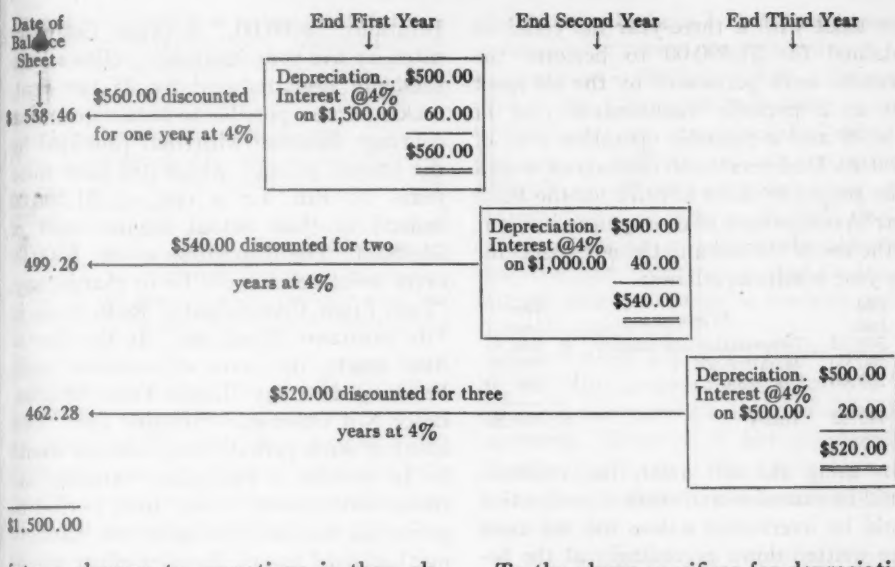 Date of
Balance
Sheet
End First Year
End Second Year
End Third Year
Depreciation. $500.00
Interest @4%
on $1,500.00 60.00
$560.00
$560.00 discounted
for one year at 4%
$ 538.46
Depreciation. $500.00
Interest @4%
on $1,000.00 40.00
$540.00
$540.00 discounted for two
years at 4%
499.26
Depreciation. $500.00
Interest @4%
on $500.00. 20.00
$520.00
$520.00 discounted for three
years at 4%
462.28
$1,500.00
in the
To the